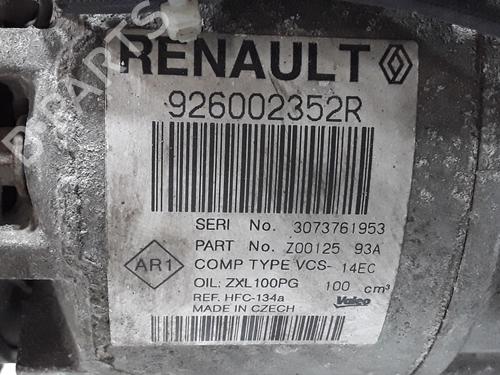 RENAULT
926002352R
SERI No. 3073761953
PART No. Z00125 93A
AR1
COMP TYPE VCS- 14EC
OIL: ZXL100PG 100 cm³
REF. HFC-134a
MADE IN CZECH
Valeo
B-PARTS